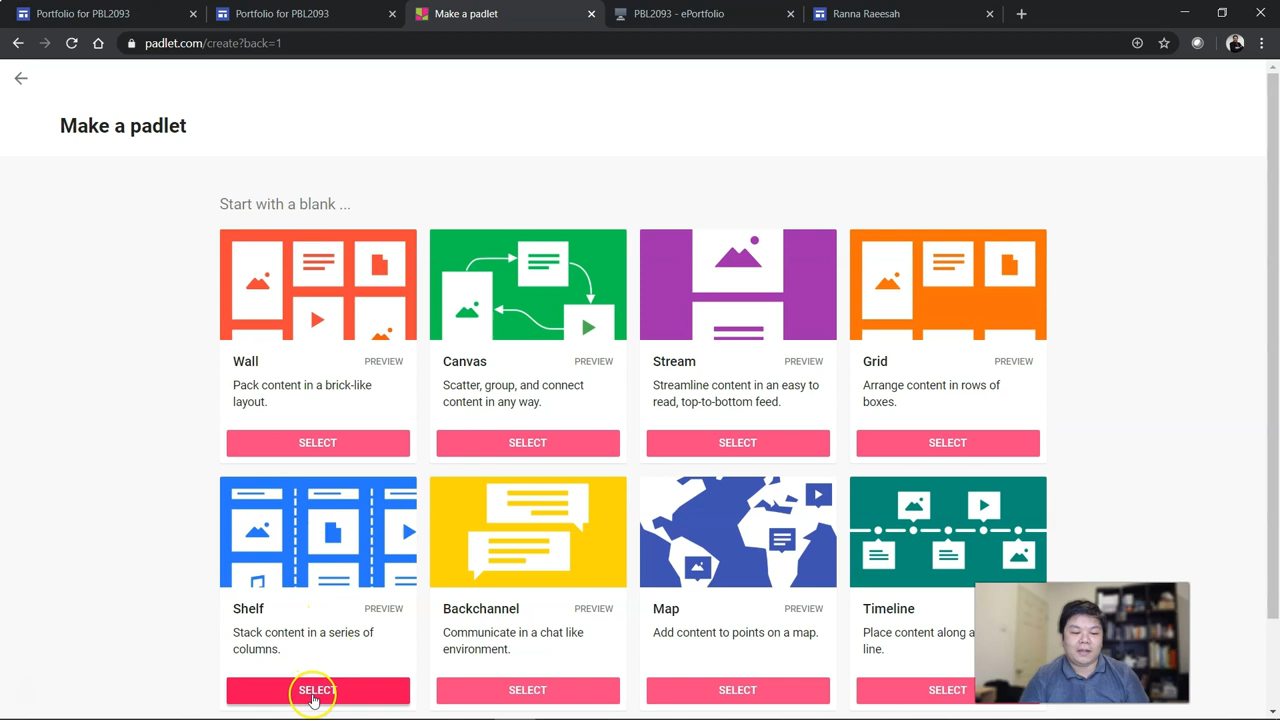 Portfolio for PBL2093
Portfolio for PBL2093
Make a padlet
PBL2093 - ePortfolio
Ranna Raeesah
padlet.com/create?back=1
Make a padlet
Start with a blank ...
Wall PREVIEW
Pack content in a brick-like
layout.
SELECT
Canvas PREVIEW
Scatter, group, and connect
content in any way.
SELECT
Stream PREVIEW
Streamline content in an easy to
read, top-to-bottom feed.
SELECT
Grid PREVIEW
Arrange content in rows of
boxes.
SELECT
Shelf PREVIEW
Stack content in a series of
columns.
SELECT
Backchannel PREVIEW
Communicate in a chat like
environment.
SELECT
Map PREVIEW
Add content to points on a map.
SELECT
Timeline
Place content along a
line.
SELECT